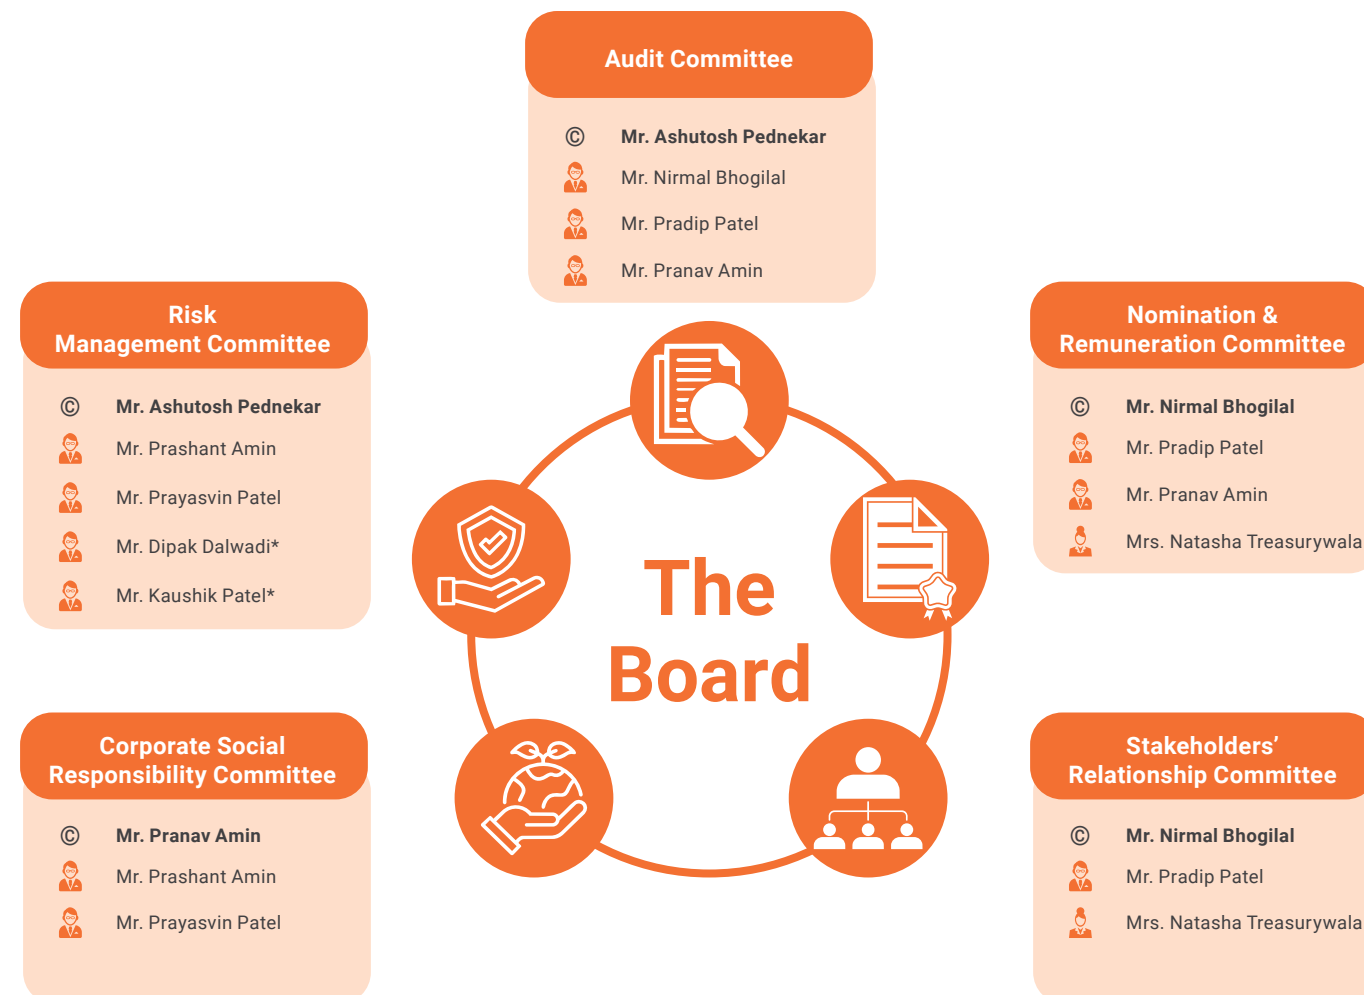 Audit Committee
© Mr. Ashutosh Pednekar
Mr. Nirmal Bhogilal
Mr. Pradip Patel
Mr. Pranav Amin
Risk
Management Committee
© Mr. Ashutosh Pednekar
Mr. Prashant Amin
Mr. Prayasvin Patel
Mr. Dipak Dalwadi*
Mr. Kaushik Patel*
Nomination &
Remuneration Committee
© Mr. Nirmal Bhogilal
Mr. Pradip Patel
Mr. Pranav Amin
Mrs. Natasha Treasurywala
The
Board
Corporate Social
Responsibility Committee
© Mr. Pranav Amin
Mr. Prashant Amin
Mr. Prayasvin Patel
Stakeholders’
Relationship Committee
© Mr. Nirmal Bhogilal
Mr. Pradip Patel
Mrs. Natasha Treasurywala